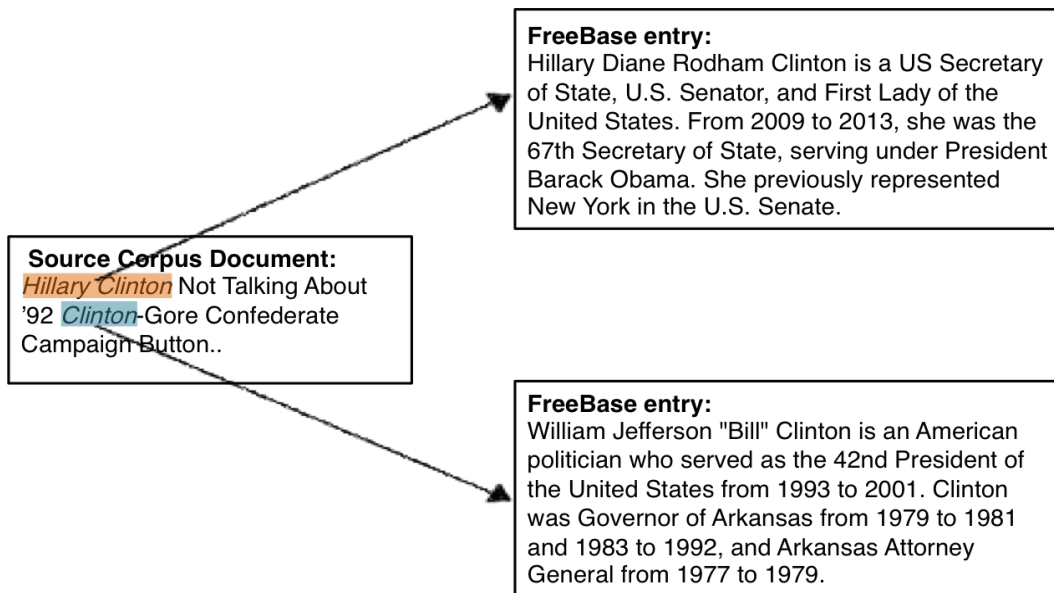 FreeBase entry:
Hillary Diane Rodham Clinton is a US Secretary
of State, U.S. Senator, and First Lady of the
United States. From 2009 to 2013, she was the
67th Secretary of State, serving under President
Barack Obama. She previously represented
New York in the U.S. Senate.
Source Corpus Document:
Hillary Clinton Not Talking About
’92 Clinton-Gore Confederate
Campaign Button..
FreeBase entry:
William Jefferson "Bill" Clinton is an American
politician who served as the 42nd President of
the United States from 1993 to 2001. Clinton
was Governor of Arkansas from 1979 to 1981
and 1983 to 1992, and Arkansas Attorney
General from 1977 to 1979.